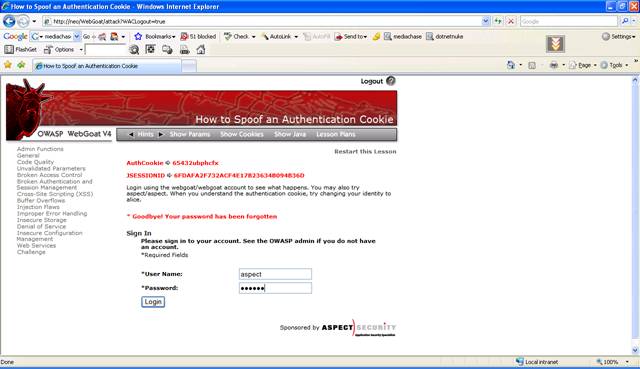 How to Spoof an Authentication Cookie - Windows Internet Explorer
http://neo/WebGoat/attack?WACLogout=true
Google
Google mediachase Go Bookmarks 51 blocked Check AutoLink AutoFill Send to mediachase dotnetnuke Settings
FlashGet Options
How to Spoof an Authentication Cookie Page Tools
Logout ?
How to Spoof an Authentication Cookie
OWASP WebGoat V4 Hints Show Params Show Cookies Show Java Lesson Plans
Restart this Lesson
Admin Functions
General
Code Quality
Unvalidated Parameters
Broken Access Control
Broken Authentication and
Session Management
Cross-Site Scripting (XSS)
Buffer Overflows
Injection Flaws
Improper Error Handling
Insecure Storage
Denial of Service
Insecure Configuration
Management
Web Services
Challenge
AuthCookie 65432ubphcfx
JSESSIONID 6FDAFA2F732ACF4E17B23634B094B36D
Login using the webgoat/webgoat account to see what happens. You may also try
aspect/aspect. When you understand the authentication cookie, try changing your identity to
alice.
* Goodbye! Your password has been forgotten
Sign In
Please sign in to your account. See the OWASP admin if you do not have
an account.
*Required Fields
*User Name: aspect
*Password: ••••••
Login
Sponsored by ASPECT SECURITY
Application Security Specialists
Done Local intranet 100%